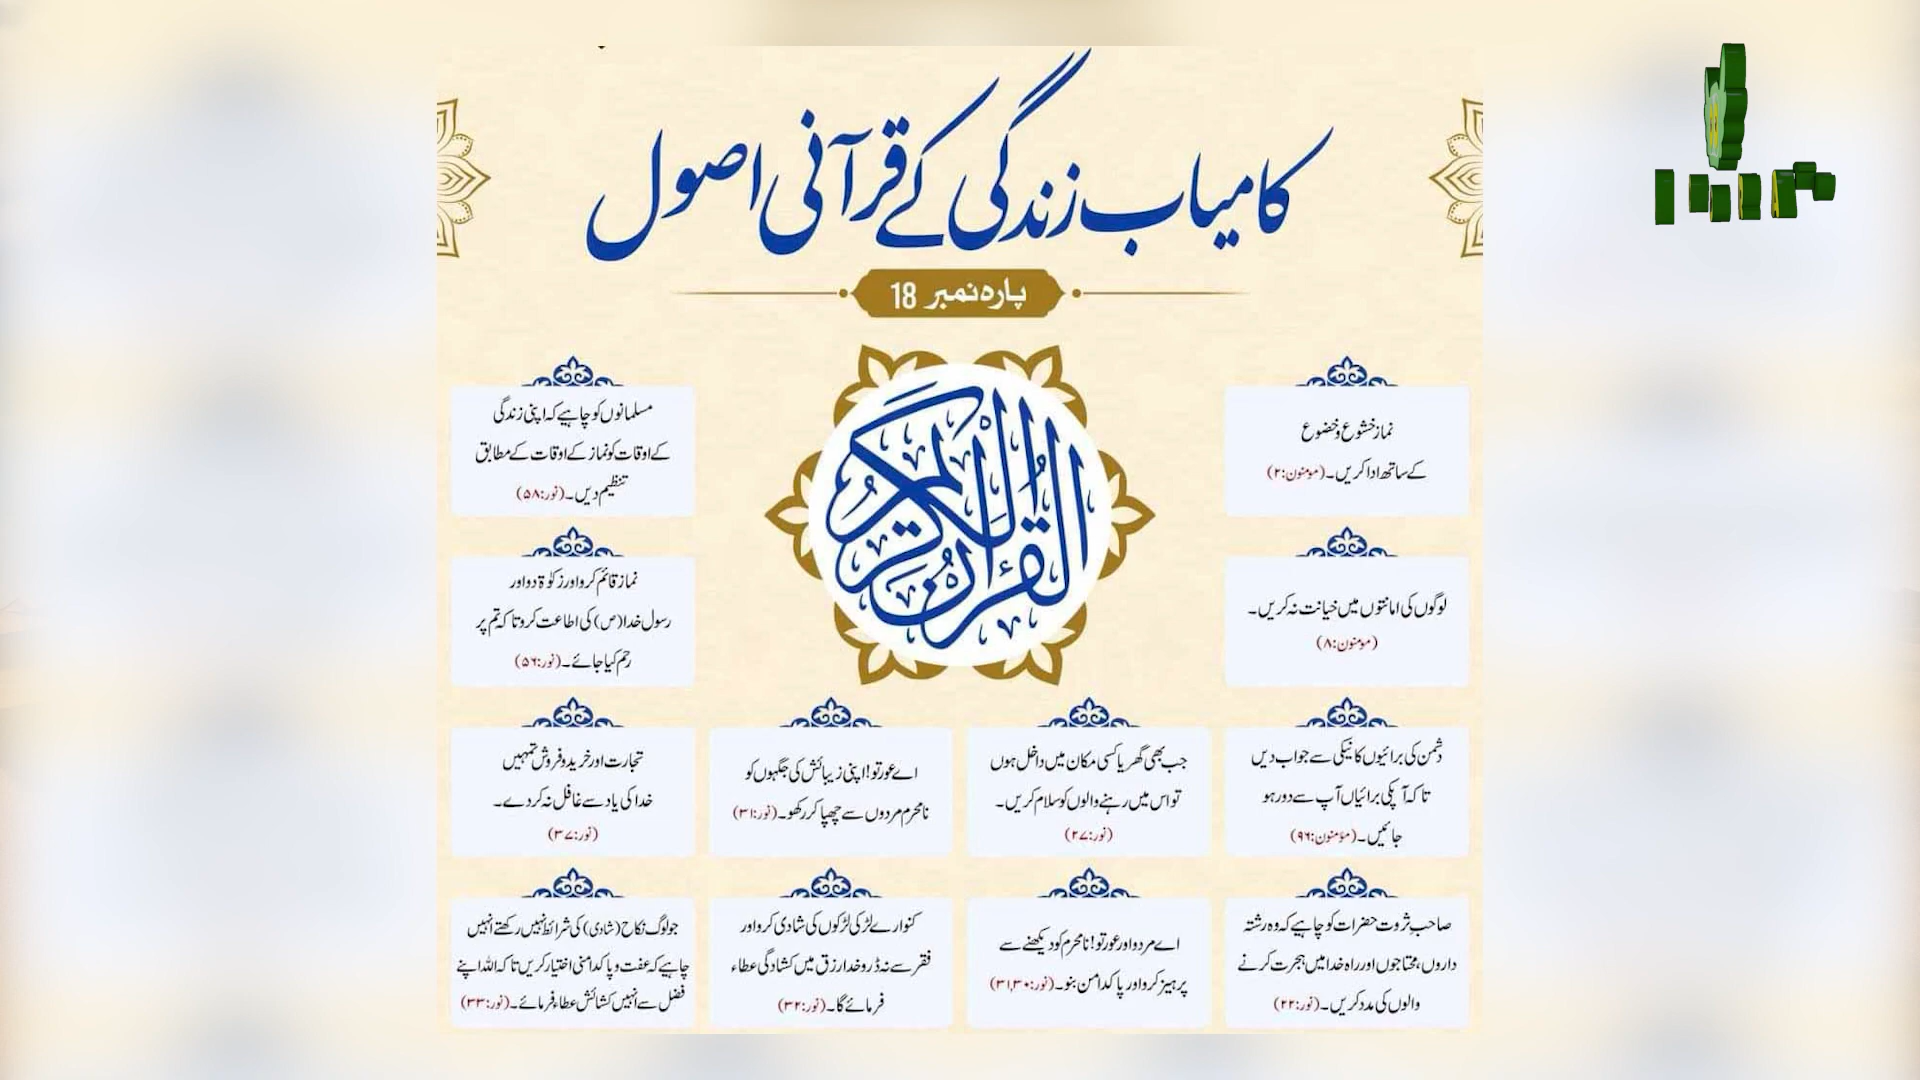 کامیاب زندگی کے قرآنی اصول
پارہ نمبر 18
القرآن الکریم
نماز خشوع و خضوع
کے ساتھ ادا کریں۔ (مومنون:۲)
لوگوں کی امانتوں میں خیانت نہ کریں۔
(مومنون:۸)
دشمن کی برائیوں کا نیکی سے جواب دیں
تاکہ آپکی برائیاں آپ سے دور ہو
جائیں۔ (مؤمنون:۹۶)
صاحبِ ثروت حضرات کو چاہیے کہ وہ رشتہ
داروں، محتاجوں اور راہ خدا میں ہجرت کرنے
والوں کی مدد کریں۔ (نور:۲۲)
جب بھی گھر یا کسی مکان میں داخل ہوں
تو اس میں رہنے والوں کو سلام کریں۔
(نور:۲۷)
اے مردو اور عورتو! نامحرم کو دیکھنے سے
پرہیز کرو اور پاکدامن بنو۔ (نور:۳۱,۳۰)
اے عورتو! اپنی زیبائش کی جگہوں کو
نامحرم مردوں سے چھپا کر رکھو۔ (نور:۳۱)
کنوارے لڑکی لڑکوں کی شادی کرو اور
فقر سے نہ ڈرو خدا رزق میں کشادگی عطاء
فرمائے گا۔ (نور:۳۲)
مسلمانوں کو چاہیے کہ اپنی زندگی
کے اوقات کو نماز کے اوقات کے مطابق
تنظیم دیں۔ (نور:۵۸)
نماز قائم کرو اور زکوٰۃ دو اور
رسول خدا (ص) کی اطاعت کرو تاکہ تم پر
رحم کیا جائے۔ (نور:۵۶)
تجارت اور خرید و فروش تمہیں
خدا کی یاد سے غافل نہ کر دے۔
(نور:۳۷)
جو لوگ نکاح (شادی) کی شرائط نہیں رکھتے انہیں
چاہیے کہ عفت و پاکدامنی اختیار کریں تاکہ اللہ اپنے
فضل سے انہیں کشائش عطاء فرمائے۔ (نور:۳۳)